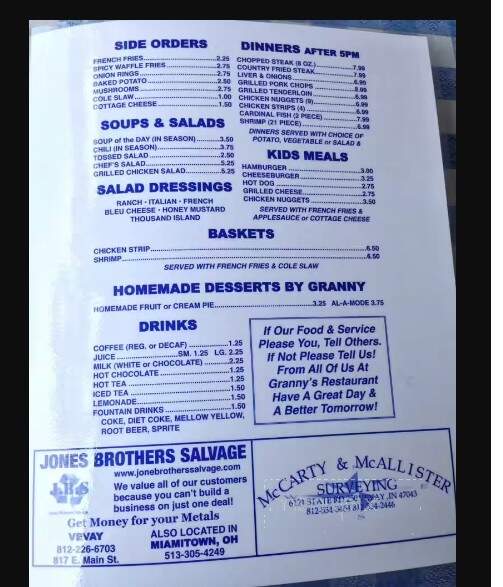 SIDE ORDERS
FRENCH FRIES 2.25
SPICY WAFFLE FRIES 2.75
ONION RINGS 2.75
BAKED POTATO 2.50
MUSHROOMS 2.75
COLE SLAW 1.00
COTTAGE CHEESE 1.50
SOUPS & SALADS
SOUP of the DAY (IN SEASON) 3.50
CHILI (IN SEASON) 3.75
TOSSED SALAD 2.50
CHEF'S SALAD 5.25
GRILLED CHICKEN SALAD 5.25
SALAD DRESSINGS
RANCH • ITALIAN • FRENCH
BLEU CHEESE • HONEY MUSTARD
THOUSAND ISLAND
DINNERS AFTER 5PM
CHOPPED STEAK (8 OZ.) 7.99
COUNTRY FRIED STEAK 7.99
LIVER & ONIONS 6.99
GRILLED PORK CHOPS 8.99
GRILLED TENDERLOIN 6.99
CHICKEN NUGGETS (9) 6.99
CHICKEN STRIPS (4) 6.99
CARDINAL FISH (2 PIECE) 7.99
SHRIMP (21 PIECE) 6.99
DINNERS SERVED WITH CHOICE OF
POTATO, VEGETABLE or SALAD &
KIDS MEALS
HAMBURGER 3.00
CHEESEBURGER 3.25
HOT DOG 2.75
GRILLED CHEESE 2.75
CHICKEN NUGGETS 3.50
SERVED WITH FRENCH FRIES &
APPLESAUCE or COTTAGE CHEESE
BASKETS
CHICKEN STRIP 6.50
SHRIMP 6.50
SERVED WITH FRENCH FRIES & COLE SLAW
HOMEMADE DESSERTS BY GRANNY
HOMEMADE FRUIT or CREAM PIE 3.25 AL-A-MODE 3.75
DRINKS
COFFEE (REG. or DECAF) 1.25
JUICE SM. 1.25 LG. 2.25
MILK (WHITE or CHOCOLATE) 2.25
HOT CHOCOLATE 1.25
HOT TEA 1.25
ICED TEA 1.50
LEMONADE 1.50
FOUNTAIN DRINKS 1.50
COKE, DIET COKE, MELLOW YELLOW,
ROOT BEER, SPRITE
If Our Food & Service
Please You, Tell Others.
If Not Please Tell Us!
From All Of Us At
Granny's Restaurant
Have A Great Day &
A Better Tomorrow!
JONES BROTHERS SALVAGE
www.jonebrotherssalvage.com
We value all of our customers
because you can't build a
business on just one deal!
Get Money for your Metals
VEVAY
812-226-6703
817 E. Main St.
ALSO LOCATED IN
MIAMITOWN, OH
513-305-4249
McCARTY & McALLISTER
SURVEYING
VEVAY, IN 47043